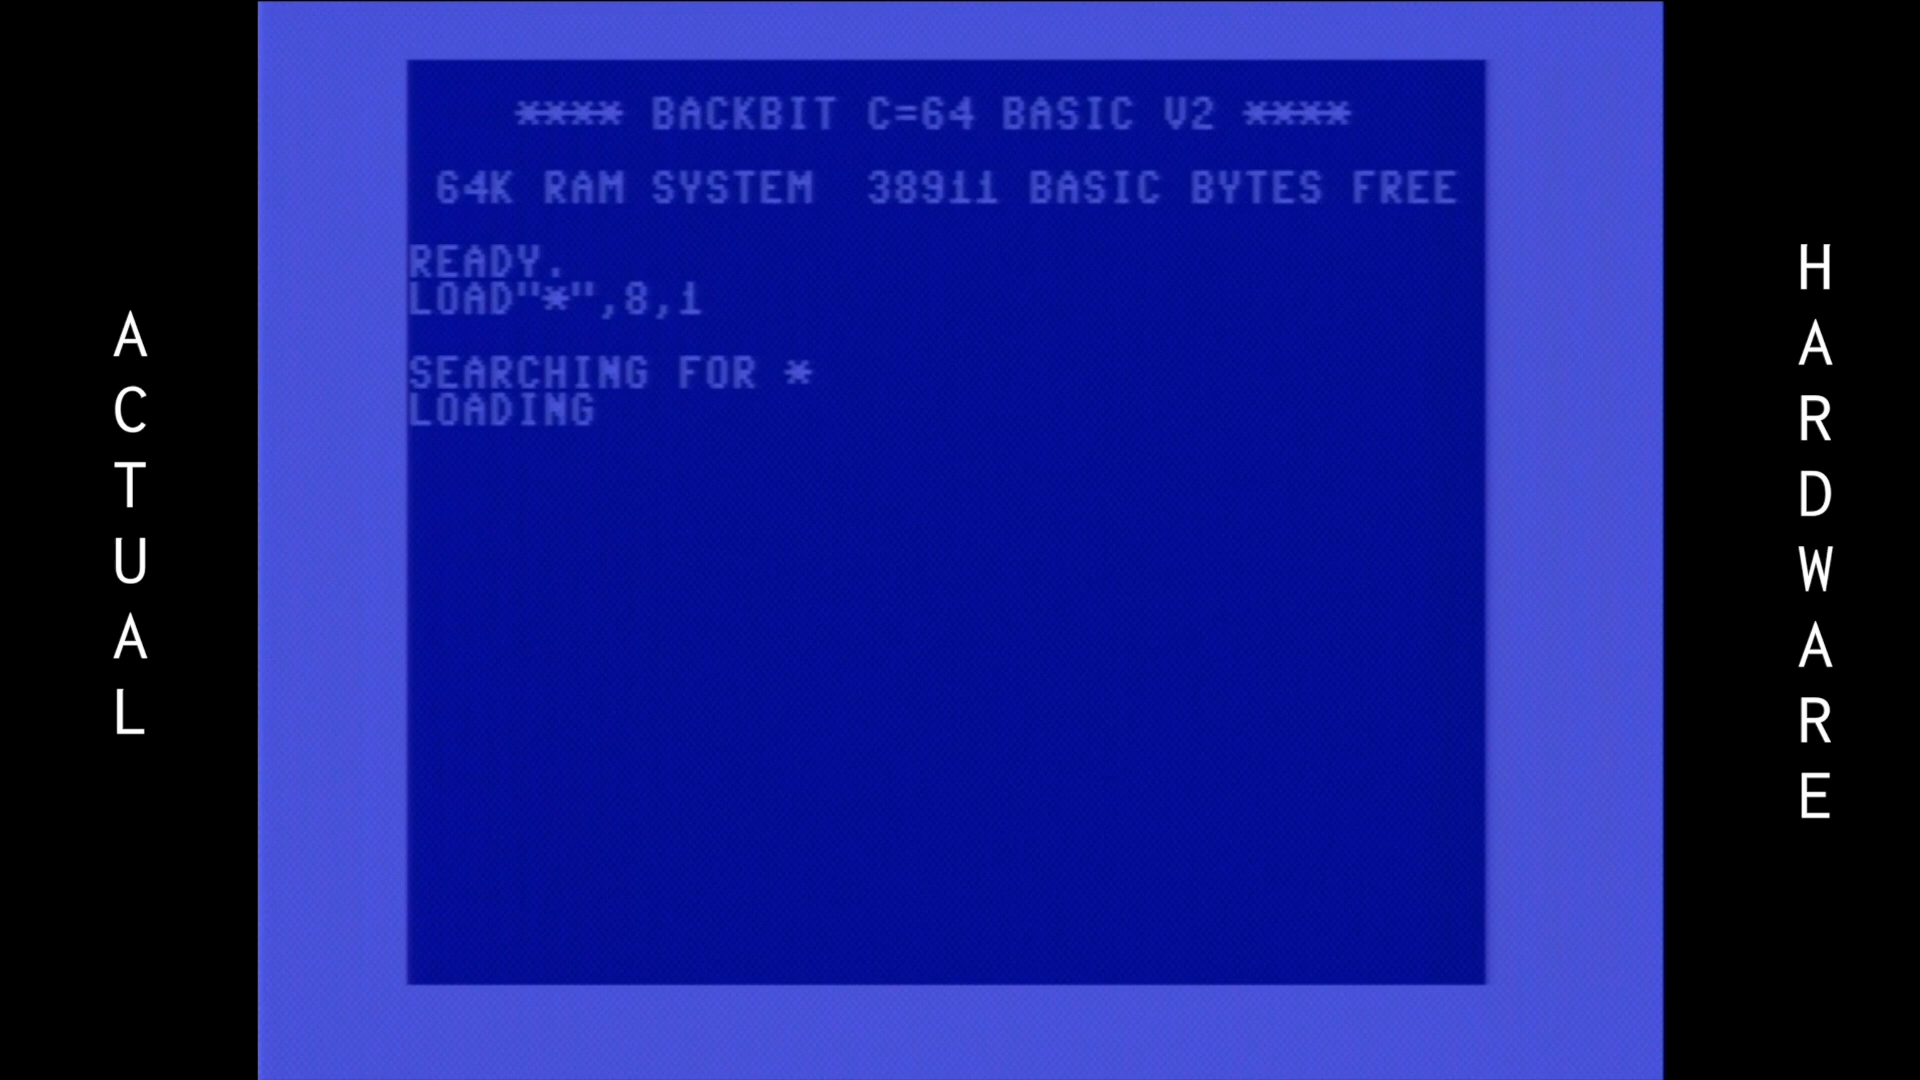 ACTUAL
**** BACKBIT C=64 BASIC V2 ****
64K RAM SYSTEM  38911 BASIC BYTES FREE
READY.
LOAD"*",8,1
SEARCHING FOR *
LOADING
HARDWARE